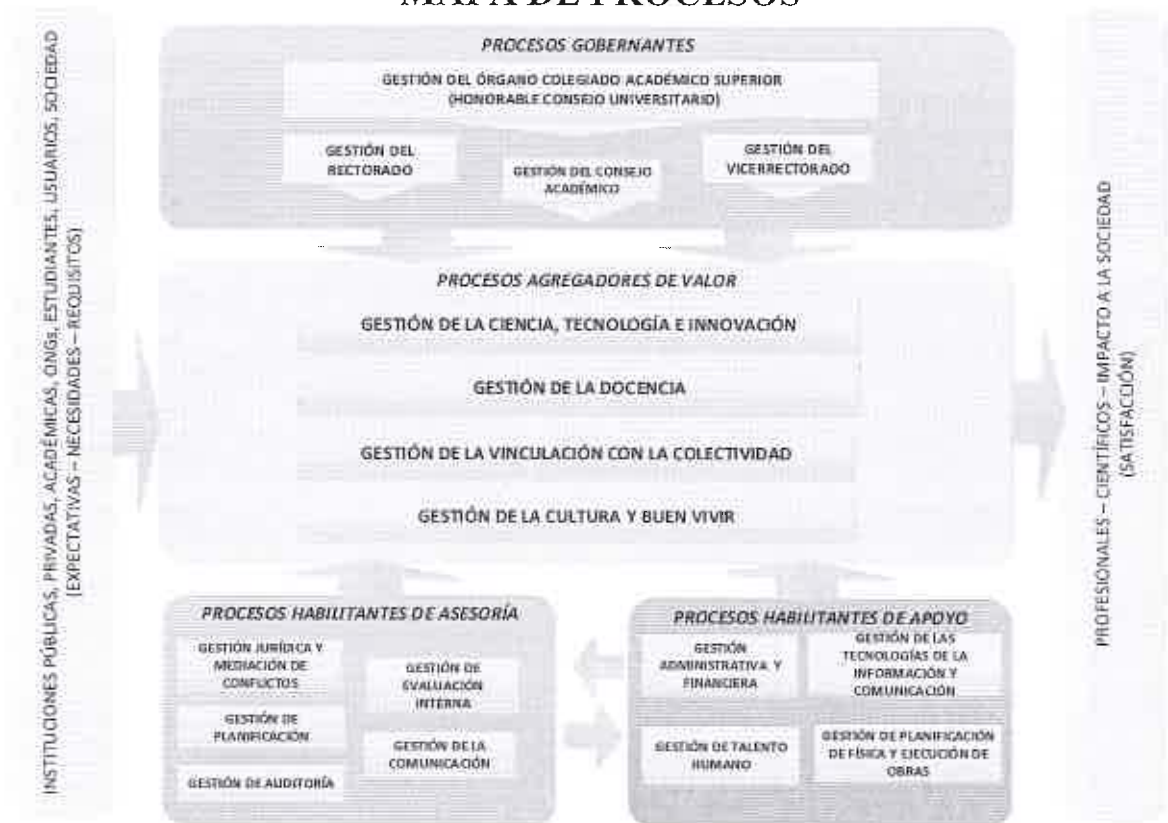 MAPA DE PROCESOS
INSTITUCIONES PÚBLICAS, PRIVADAS, ACADÉMICAS, ONGs, ESTUDIANTES, USUARIOS, SOCIEDAD
(EXPECTATIVAS – NECESIDADES – REQUISITOS)
PROCESOS GOBERNANTES
GESTIÓN DEL ÓRGANO COLEGIADO ACADÉMICO SUPERIOR
(HONORABLE CONSEJO UNIVERSITARIO)
GESTIÓN DEL
RECTORADO
GESTIÓN DEL CONSEJO
ACADÉMICO
GESTIÓN DEL
VICERRECTORADO
PROCESOS AGREGADORES DE VALOR
GESTIÓN DE LA CIENCIA, TECNOLOGÍA E INNOVACIÓN
GESTIÓN DE LA DOCENCIA
GESTIÓN DE LA VINCULACIÓN CON LA COLECTIVIDAD
GESTIÓN DE LA CULTURA Y BUEN VIVIR
PROCESOS HABILITANTES DE ASESORÍA
GESTIÓN JURÍDICA Y
MEDIACIÓN DE
CONFLICTOS
GESTIÓN DE
PLANIFICACIÓN
GESTIÓN DE AUDITORÍA
GESTIÓN DE
EVALUACIÓN
INTERNA
GESTIÓN DE LA
COMUNICACIÓN
PROCESOS HABILITANTES DE APOYO
GESTIÓN
ADMINISTRATIVA Y
FINANCIERA
GESTIÓN DE LAS
TECNOLOGÍAS DE LA
INFORMACIÓN Y
COMUNICACIÓN
GESTIÓN DE TALENTO
HUMANO
GESTIÓN DE PLANIFICACIÓN
DE FÍSICA Y EJECUCIÓN DE
OBRAS
PROFESIONALES – CIENTÍFICOS – IMPACTO A LA SOCIEDAD
(SATISFACCIÓN)